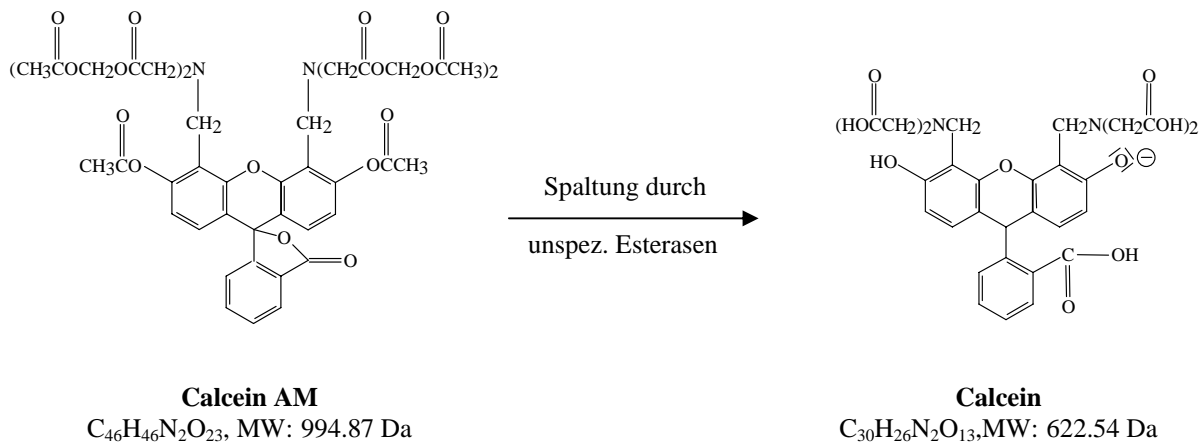 O O O O
(CH3COCH2OCCH2)2N N(CH2COCH2OCCH3)2
CH2 CH2
O O
CH3CO O OCCH3
O
O
O O
(HOCCH2)2NCH2 CH2N(CH2COH)2
HO O O ⊖
C OH
O
Spaltung durch
unspez. Esterasen
Calcein AM
C₄₆H₄₆N₂O₂₃, MW: 994.87 Da
Calcein
C₃₀H₂₆N₂O₁₃,MW: 622.54 Da